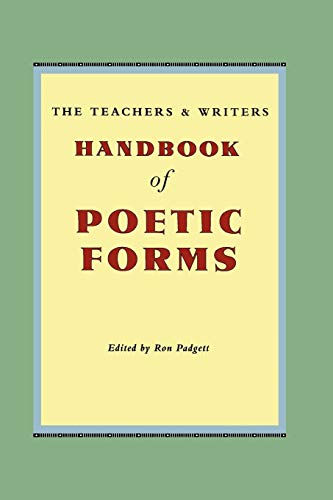 THE TEACHERS & WRITERS
HANDBOOK
of
POETIC
FORMS
Edited by Ron Padgett